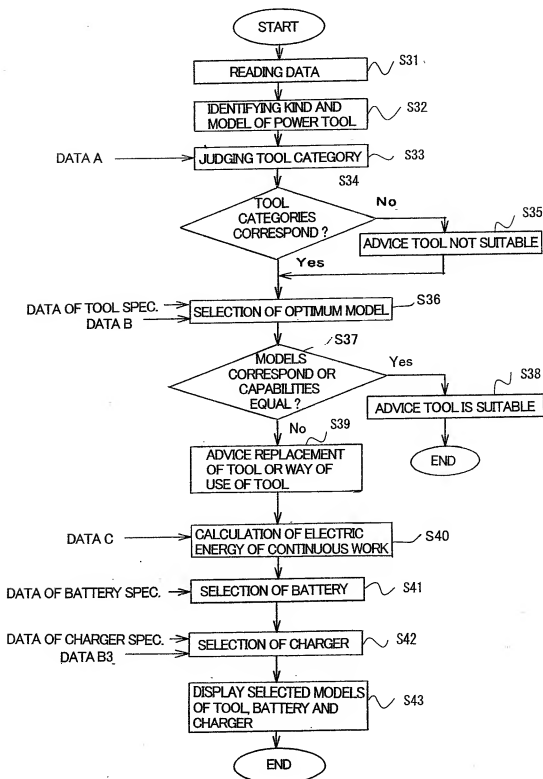 START
READING DATA
S31
IDENTIFYING KIND AND
MODEL OF POWER TOOL
S32
DATA A
JUDGING TOOL CATEGORY
S33
S34
TOOL
CATEGORIES
CORRESPOND ?
No
Yes
S35
ADVICE TOOL NOT SUITABLE
DATA OF TOOL SPEC.
DATA B
SELECTION OF OPTIMUM MODEL
S36
S37
MODELS
CORRESPOND OR
CAPABILITIES
EQUAL ?
Yes
S38
ADVICE TOOL IS SUITABLE
END
No
S39
ADVICE REPLACEMENT
OF TOOL OR WAY OF
USE OF TOOL
DATA C
CALCULATION OF ELECTRIC
ENERGY OF CONTINUOUS WORK
S40
DATA OF BATTERY SPEC.
SELECTION OF BATTERY
S41
DATA OF CHARGER SPEC.
DATA B3
SELECTION OF CHARGER
S42
DISPLAY SELECTED MODELS
OF TOOL, BATTERY AND
CHARGER
S43
END